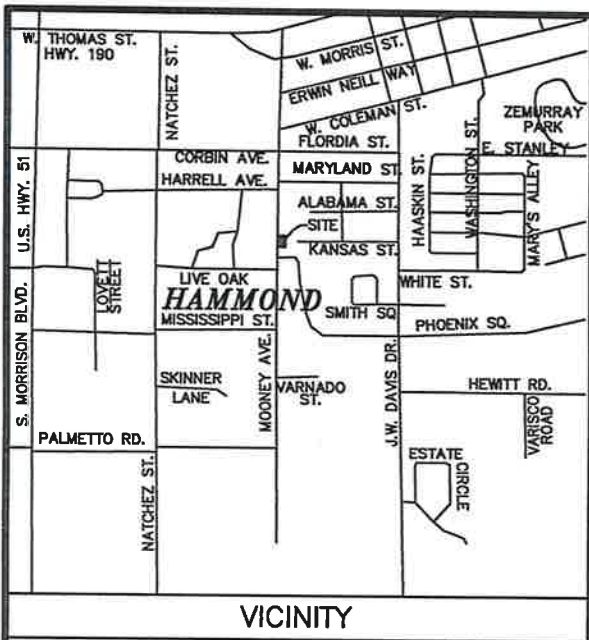 W. THOMAS ST.
HWY. 190
NATCHEZ ST.
W. MORRIS ST.
ERWIN NEILL WAY
W. COLEMAN ST.
FLORDIA ST.
ZEMURRAY
PARK
E. STANLEY
CORBIN AVE.
MARYLAND ST.
HARRELL AVE.
U.S. HWY. 51
ALABAMA ST.
HAASKIN ST.
WASHINGTON ST.
MARY'S ALLEY
SITE
KANSAS ST.
LIVE OAK
WHITE ST.
LOVETT
STREET
HAMMOND
SMITH SQ
MISSISSIPPI ST.
PHOENIX SQ.
S. MORRISON BLVD.
MOONEY AVE.
J.W. DAVIS DR.
SKINNER
LANE
VARNADO
ST.
HEWITT RD.
VARISCO
ROAD
PALMETTO RD.
ESTATE
CIRCLE
NATCHEZ ST.
VICINITY